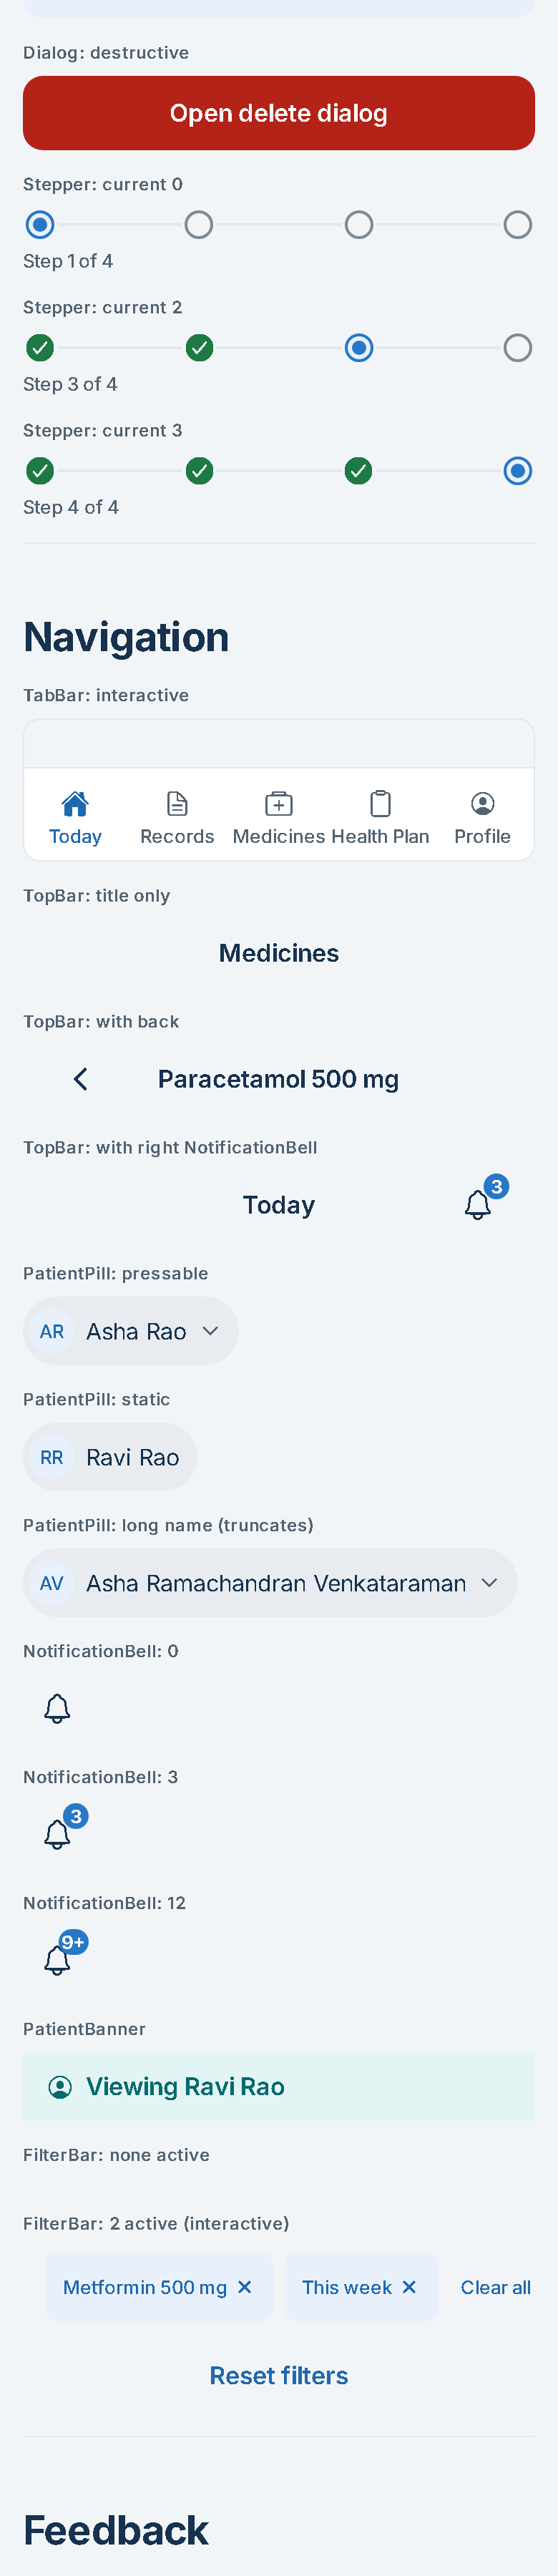 Dialog: destructive
Open delete dialog
Stepper: current 0
Step 1 of 4
Stepper: current 2
Step 3 of 4
Stepper: current 3
Step 4 of 4
Navigation
TabBar: interactive
Today Records Medicines Health Plan Profile
TopBar: title only
Medicines
TopBar: with back
Paracetamol 500 mg
TopBar: with right NotificationBell
Today 3
PatientPill: pressable
AR Asha Rao
PatientPill: static
RR Ravi Rao
PatientPill: long name (truncates)
AV Asha Ramachandran Venkataraman
NotificationBell: 0
NotificationBell: 3
3
NotificationBell: 12
9+
PatientBanner
Viewing Ravi Rao
FilterBar: none active
FilterBar: 2 active (interactive)
Metformin 500 mg This week Clear all
Reset filters
Feedback